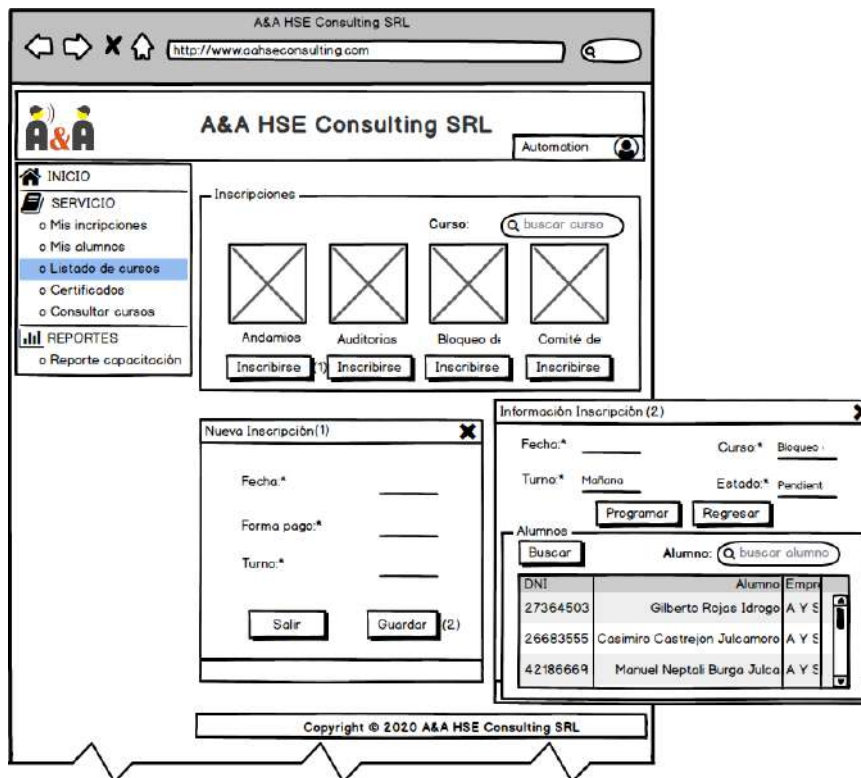 A&A HSE Consulting SRL
http://www.aahseconsulting.com
A&A
A&A HSE Consulting SRL
Automation
INICIO
SERVICIO
o Mis incripciones
o Mis alumnos
o Listado de cursos
o Certificados
o Consultar cursos
REPORTES
o Reporte capacitación
Inscripciones
Curso: buscar curso
Andamios Auditorias Bloqueo de Comité de
Inscribirse (1) Inscribirse Inscribirse Inscribirse
Nueva Inscripción(1)
Fecha:*
Forma pago:*
Turno:*
Salir Guardar (2)
Información Inscripción (2)
Fecha:* Curso:* Bloqueo
Turno:* Mañana Estado:* Pendient
Programar Regresar
Alumnos
Buscar Alumno: buscar alumno
DNI Alumno Empr
27364503 Gilberto Rojas Idrogo A Y S
26683555 Casimiro Castrejon Julcamoro A Y S
42186669 Manuel Neptali Burga Julca A Y S
Copyright © 2020 A&A HSE Consulting SRL